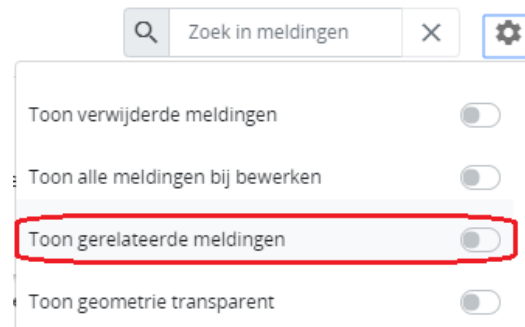 Zoek in meldingen
Toon verwijderde meldingen
Toon alle meldingen bij bewerken
Toon gerelateerde meldingen
Toon geometrie transparent